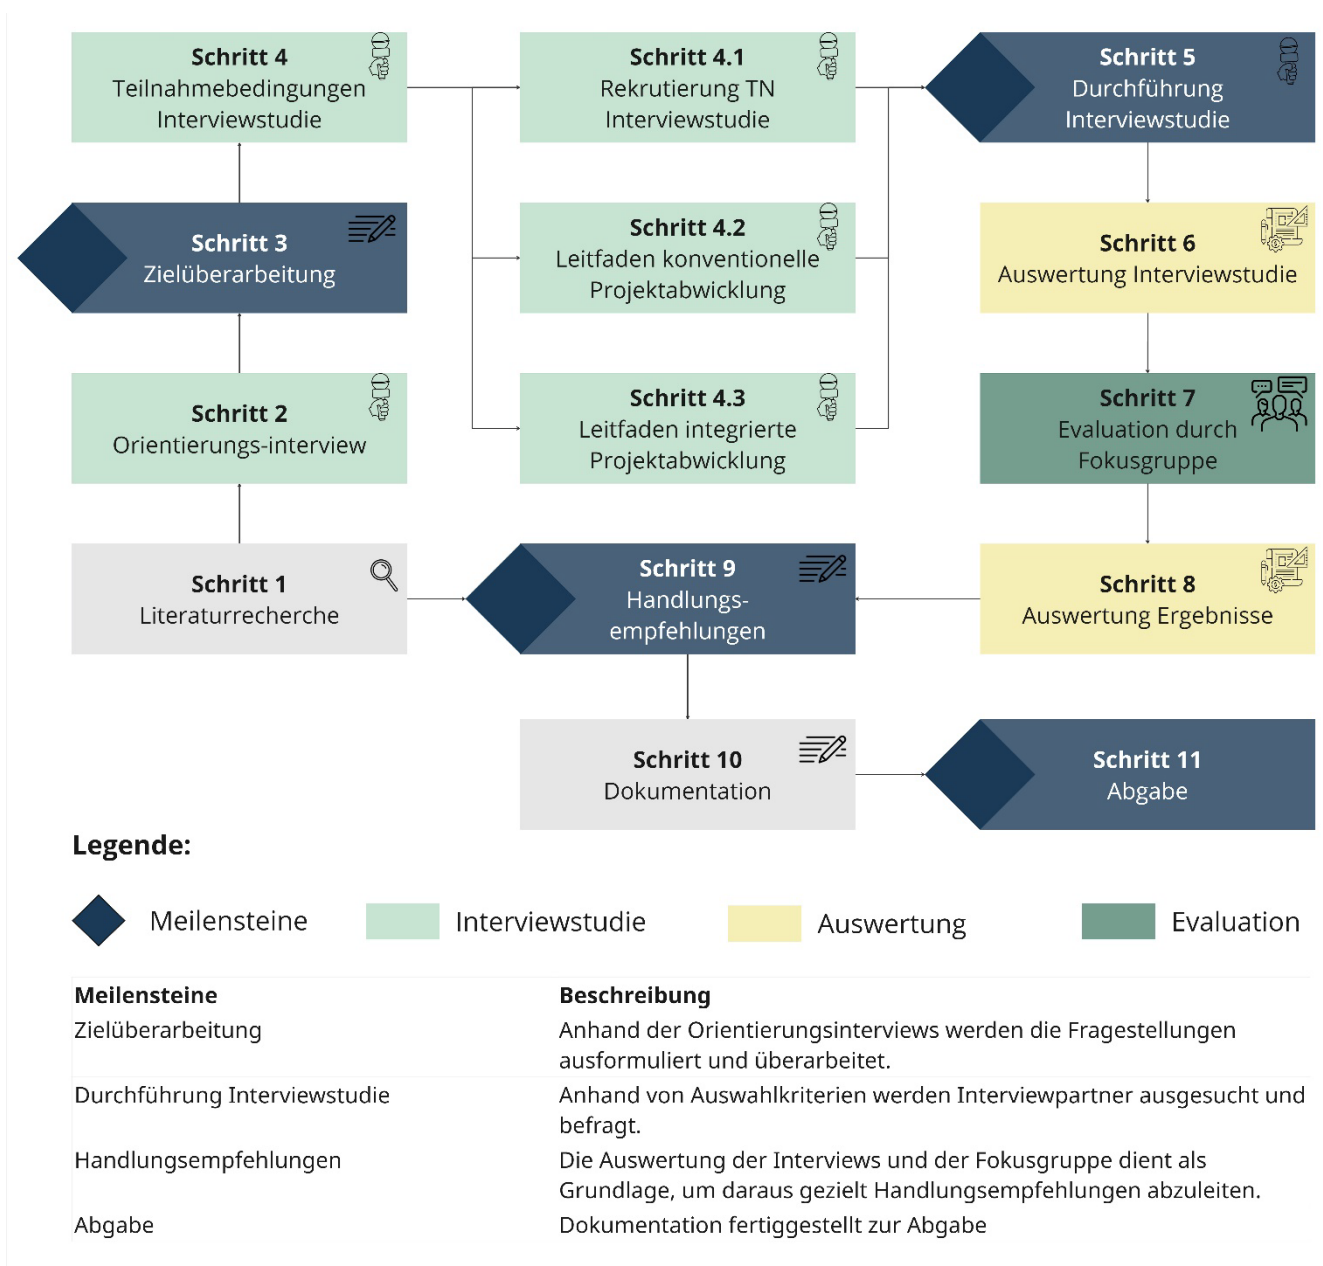 Schritt 4
Teilnahmebedingungen
Interviewstudie
Schritt 4.1
Rekrutierung TN
Interviewstudie
Schritt 5
Durchführung
Interviewstudie
Schritt 3
Zielüberarbeitung
Schritt 4.2
Leitfaden konventionelle
Projektabwicklung
Schritt 6
Auswertung Interviewstudie
Schritt 2
Orientierungs-interview
Schritt 4.3
Leitfaden integrierte
Projektabwicklung
Schritt 7
Evaluation durch
Fokusgruppe
Schritt 1
Literaturrecherche
Schritt 9
Handlungs-
empfehlungen
Schritt 8
Auswertung Ergebnisse
Schritt 10
Dokumentation
Schritt 11
Abgabe
Legende:
Meilensteine
Interviewstudie
Auswertung
Evaluation
Meilensteine
Beschreibung
Zielüberarbeitung
Anhand der Orientierungsinterviews werden die Fragestellungen
ausformuliert und überarbeitet.
Durchführung Interviewstudie
Anhand von Auswahlkriterien werden Interviewpartner ausgesucht und
befragt.
Handlungsempfehlungen
Die Auswertung der Interviews und der Fokusgruppe dient als
Grundlage, um daraus gezielt Handlungsempfehlungen abzuleiten.
Abgabe
Dokumentation fertiggestellt zur Abgabe